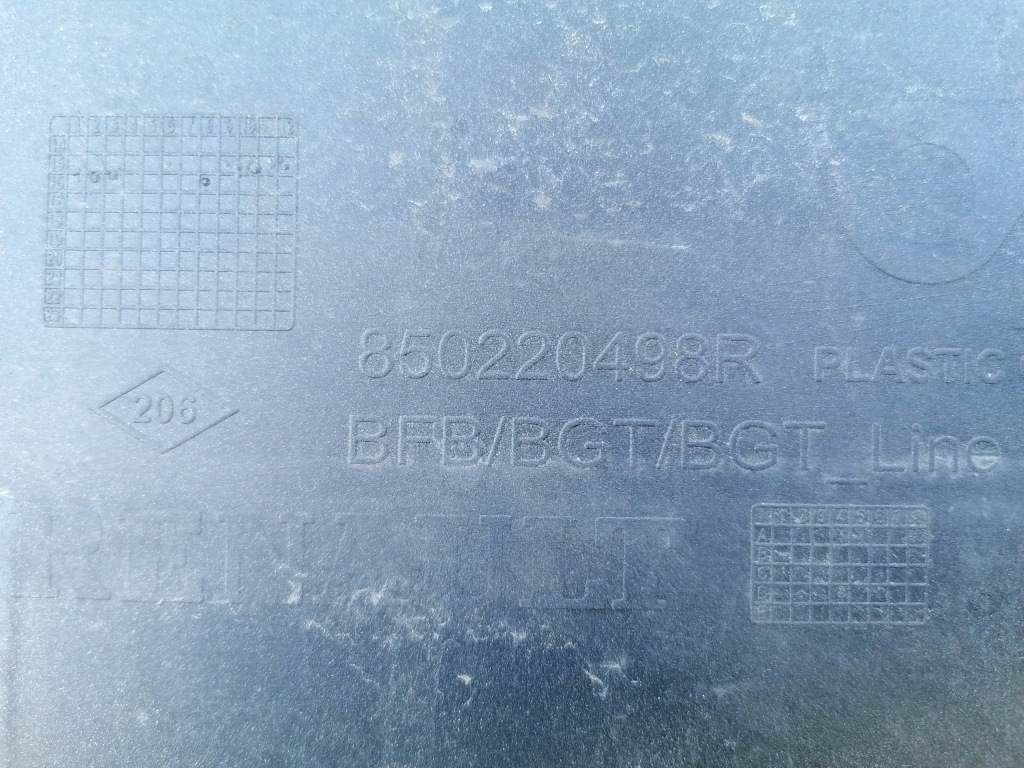 850220498R PLASTIC
206
BFB/BGT/BGT_Line
RENAULT